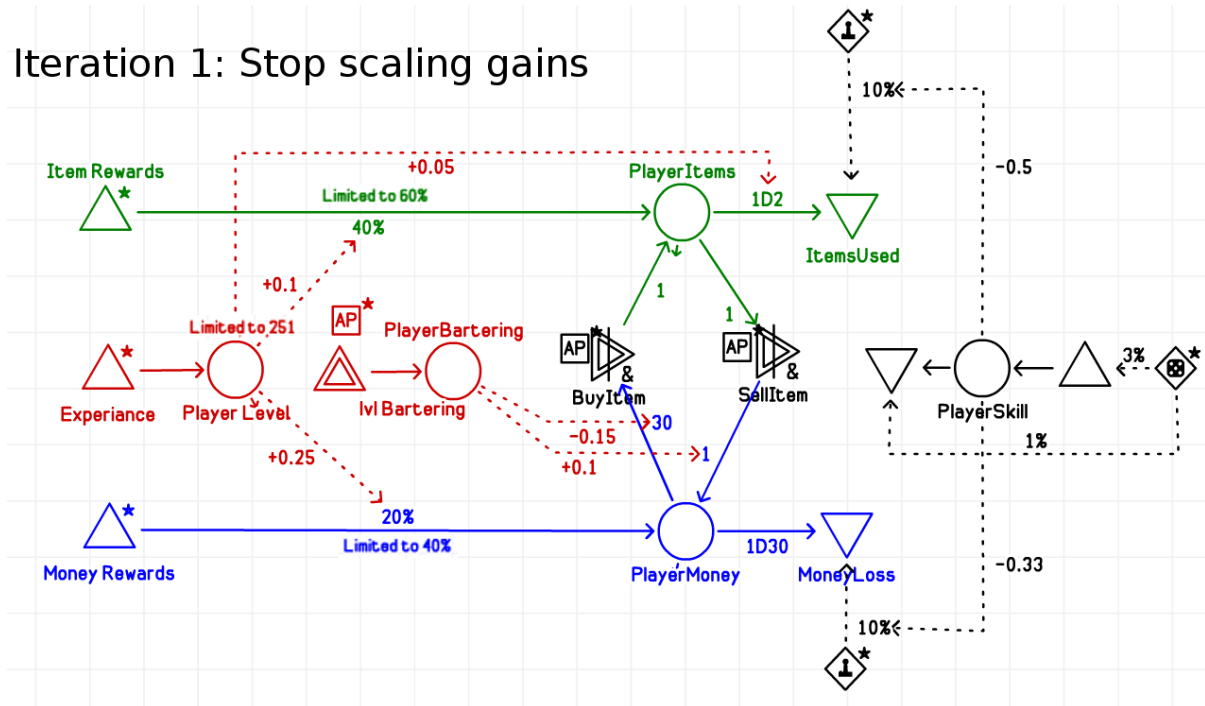 Iteration 1: Stop scaling gains
10%
Item Rewards
+0.05
PlayerItems
-0.5
Limited to 60%
1D2
40%
ItemsUsed
+0.1
1
Limited to 251
AP
PlayerBartering
1
AP
AP
3%
&
&
Experiance
Player Level
lvl Bartering
BuyItem
SellItem
PlayerSkill
30
-0.15
1
1%
+0.25
+0.1
20%
Limited to 40%
1D30
Money Rewards
PlayerMoney
MoneyLoss
-0.33
10%